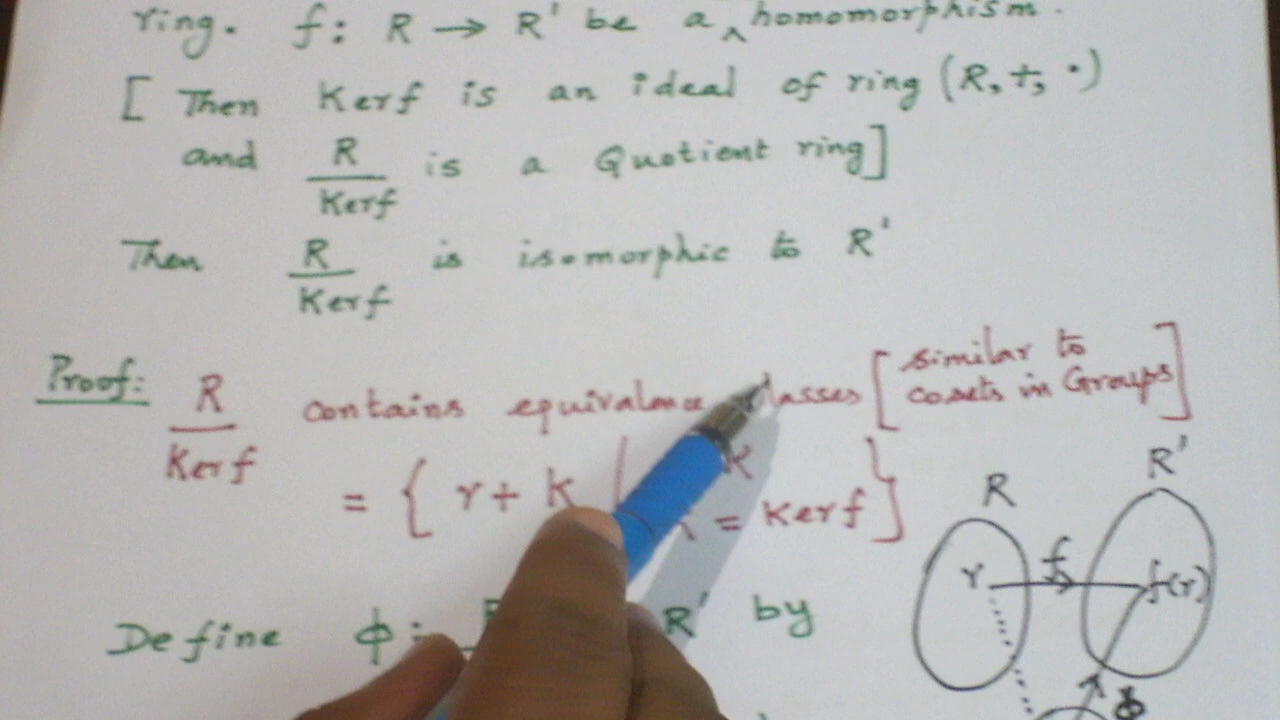 ring. f: R → R' be a ‸ homomorphism.
[ Then Kerf is an ideal of ring (R, +, ·)
and R/Kerf is a Quotient ring]
Then R/Kerf is isomorphic to R'
Proof: R/Kerf contains equivalence classes [similar to cosets in Groups]
= { r + K | K = Kerf }
Define Φ: R' by
R
R'
r
f
f(r)
Φ